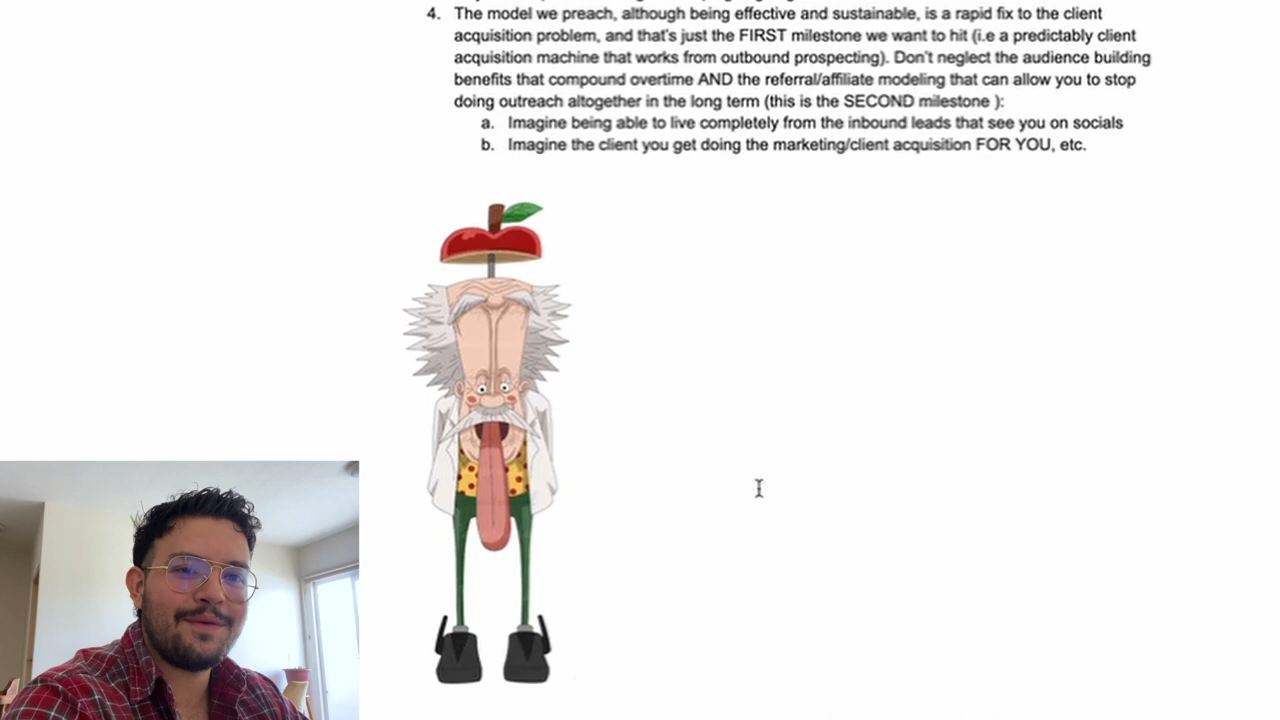 4. The model we preach, although being effective and sustainable, is a rapid fix to the client
acquisition problem, and that's just the FIRST milestone we want to hit (i.e a predictably client
acquisition machine that works from outbound prospecting). Don't neglect the audience building
benefits that compound overtime AND the referral/affiliate modeling that can allow you to stop
doing outreach altogether in the long term (this is the SECOND milestone ):
a. Imagine being able to live completely from the inbound leads that see you on socials
b. Imagine the client you get doing the marketing/client acquisition FOR YOU, etc.